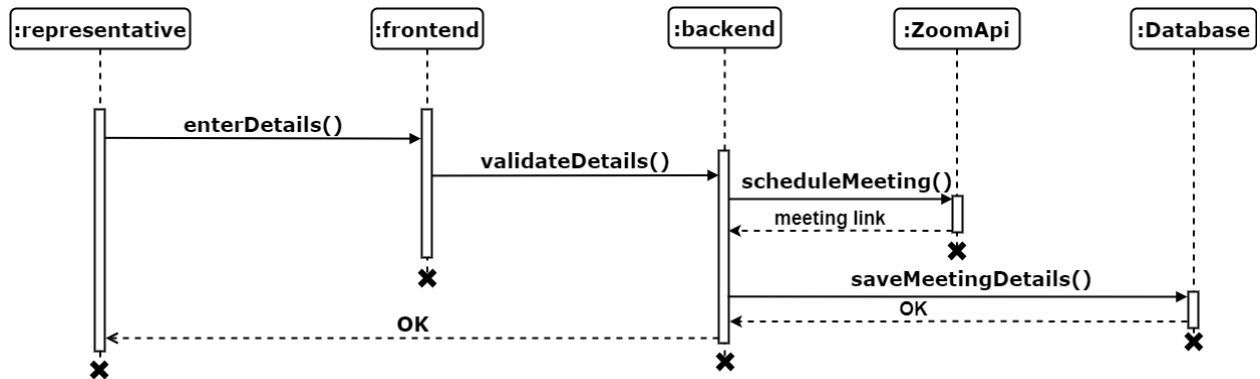 :representative
:frontend
:backend
:ZoomApi
:Database
enterDetails()
validateDetails()
scheduleMeeting()
meeting link
saveMeetingDetails()
OK
OK